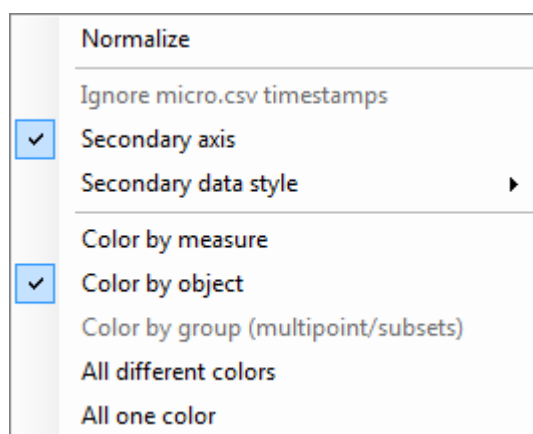 Normalize
Ignore micro.csv timestamps
Secondary axis
Secondary data style
Color by measure
Color by object
Color by group (multipoint/subsets)
All different colors
All one color